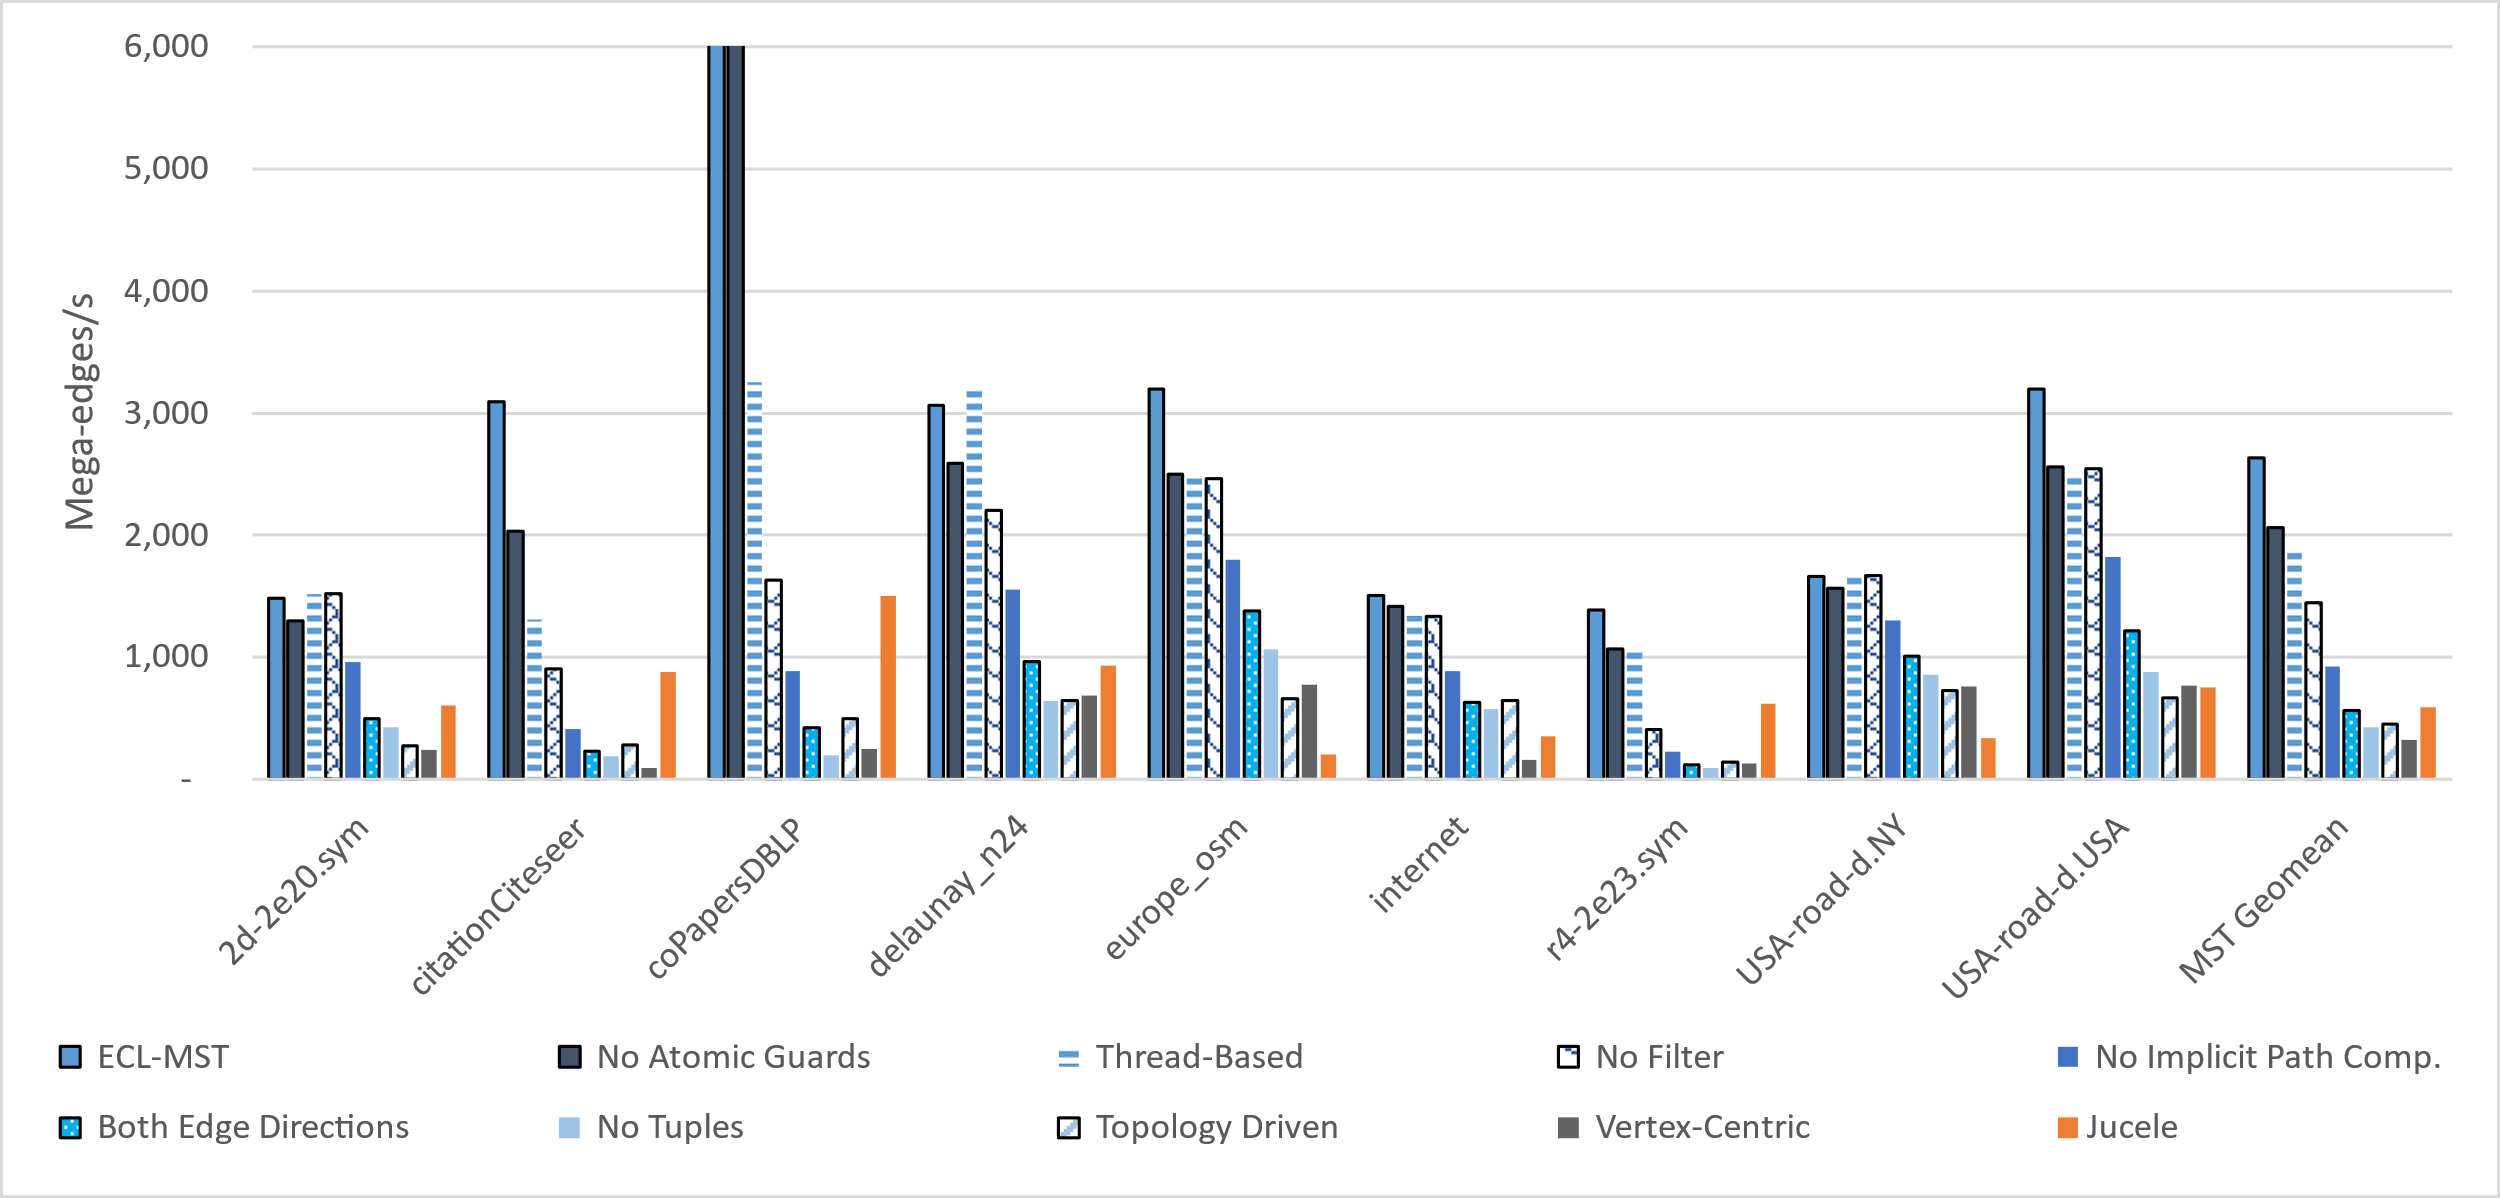 6,000
5,000
4,000
3,000
2,000
1,000
-
Mega-edges/s
2d-2e20.sym
citationCiteseer
coPapersDBLP
delaunay_n24
europe_osm
internet
r4-2e23.sym
USA-road-d.NY
USA-road-d.USA
MST Geomean
ECL-MST
No Atomic Guards
Thread-Based
No Filter
No Implicit Path Comp.
Both Edge Directions
No Tuples
Topology Driven
Vertex-Centric
Jucele